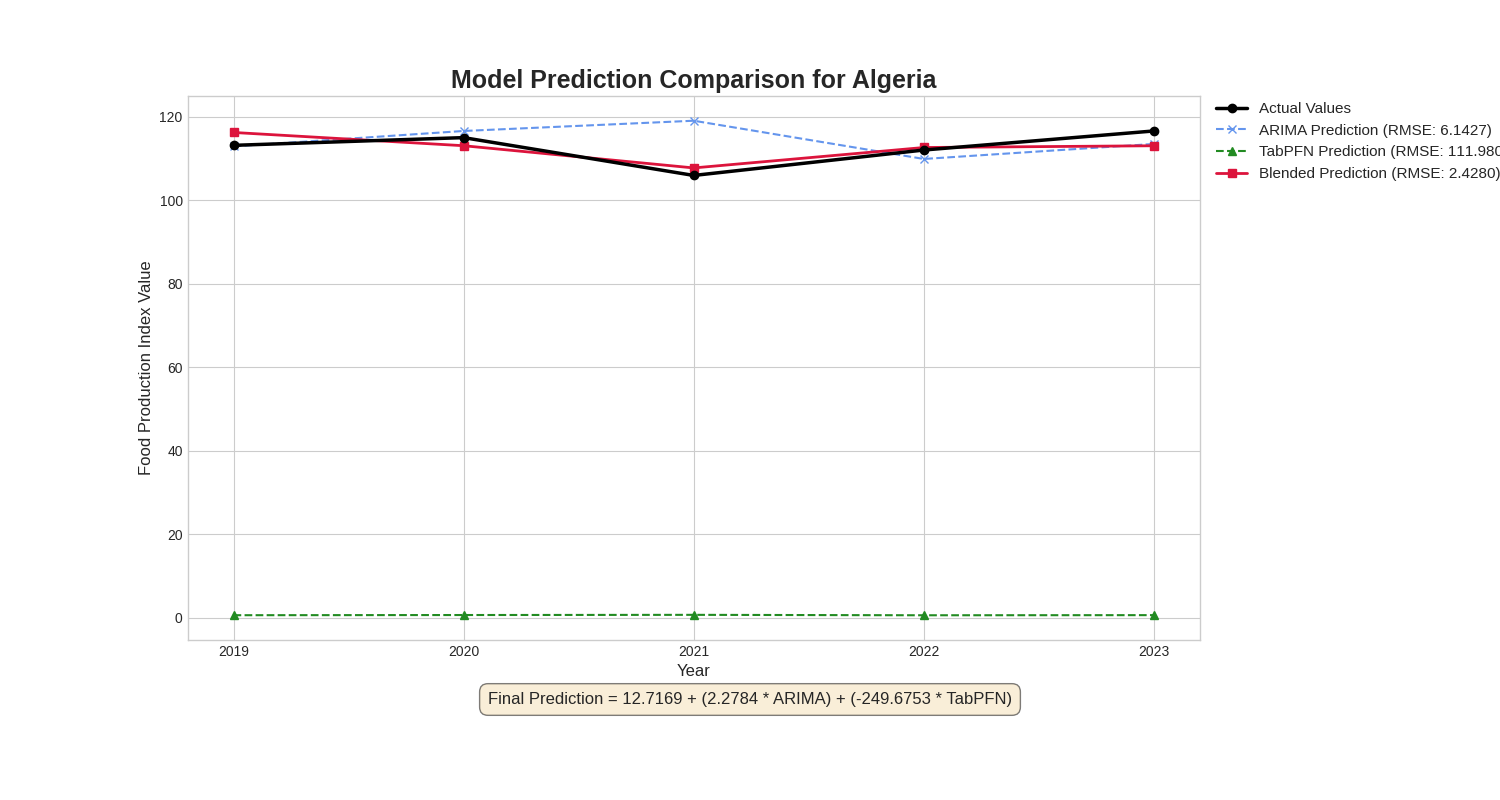 Model Prediction Comparison for Algeria
Actual Values
ARIMA Prediction (RMSE: 6.1427)
TabPFN Prediction (RMSE: 111.980
Blended Prediction (RMSE: 2.4280)
Food Production Index Value
120
100
80
60
40
20
0
2019 2020 2021 2022 2023
Year
Final Prediction = 12.7169 + (2.2784 * ARIMA) + (-249.6753 * TabPFN)